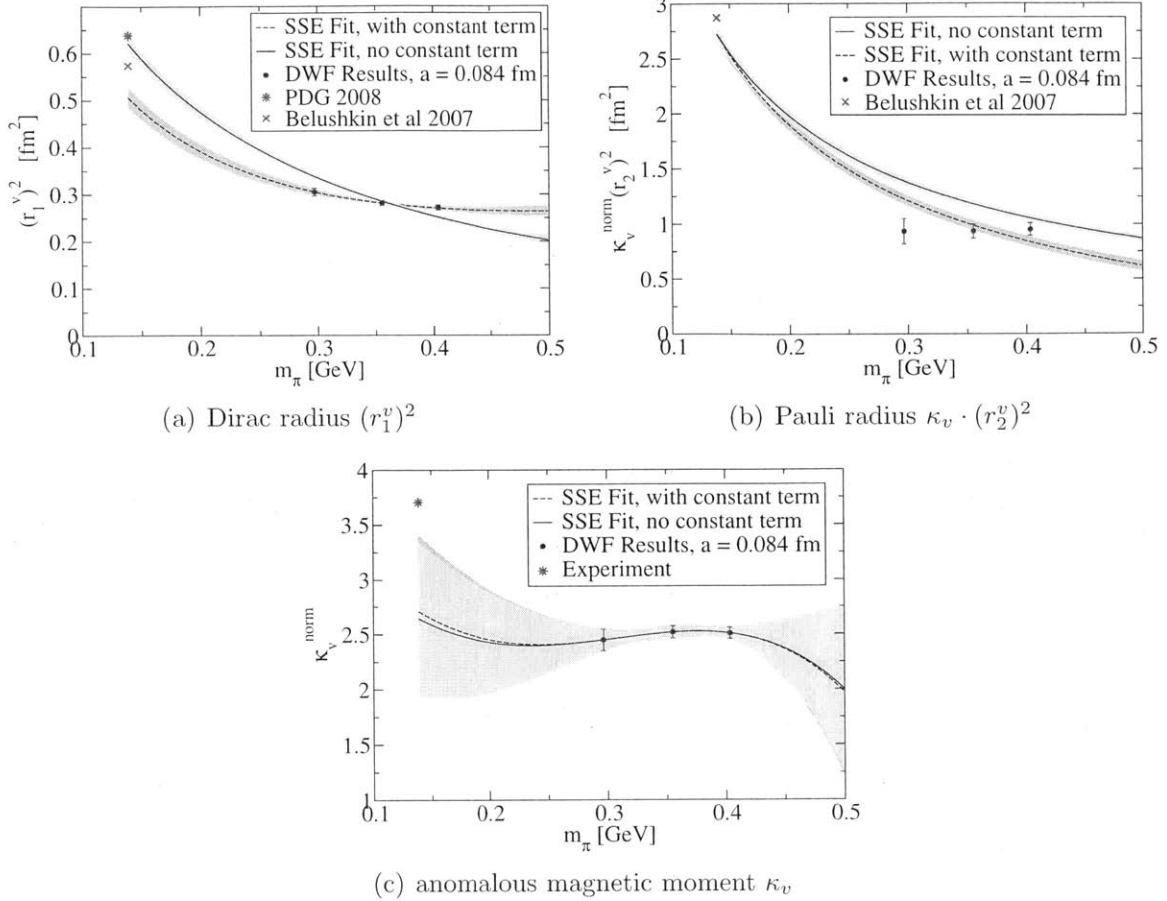 (r₁ᵛ)² [fm²]
0.6
0.5
0.4
0.3
0.2
0.1
0
SSE Fit, with constant term
SSE Fit, no constant term
DWF Results, a = 0.084 fm
PDG 2008
Belushkin et al 2007
0.1 0.2 0.3 0.4 0.5
m_π [GeV]
(a) Dirac radius (r₁ᵛ)²
κᵥⁿᵒʳᵐ(r₂ᵛ)² [fm²]
3
2.5
2
1.5
1
0.5
0
SSE Fit, no constant term
SSE Fit, with constant term
DWF Results, a = 0.084 fm
Belushkin et al 2007
0.1 0.2 0.3 0.4 0.5
m_π [GeV]
(b) Pauli radius κᵥ · (r₂ᵛ)²
κᵥⁿᵒʳᵐ
4
3.5
3
2.5
2
1.5
1
SSE Fit, with constant term
SSE Fit, no constant term
DWF Results, a = 0.084 fm
Experiment
0.1 0.2 0.3 0.4 0.5
m_π [GeV]
(c) anomalous magnetic moment κᵥ